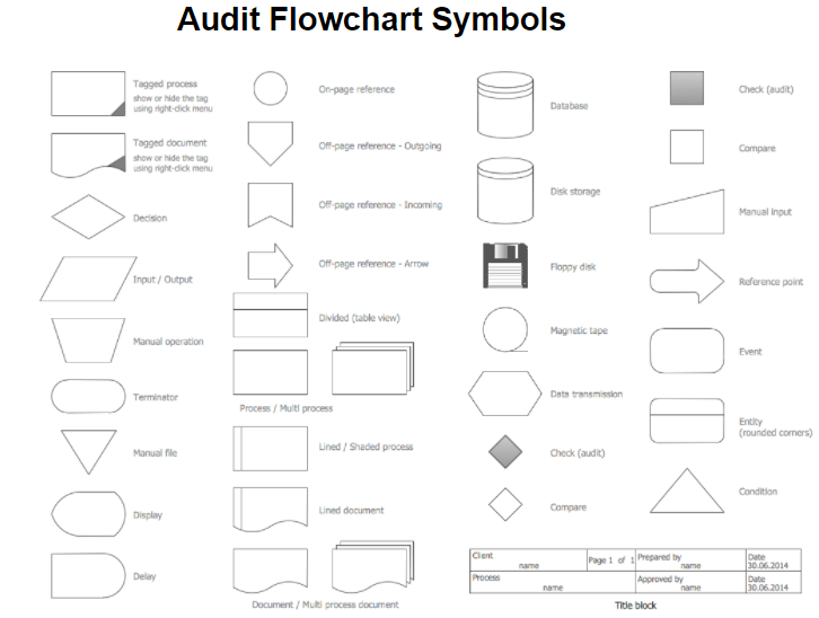 Audit Flowchart Symbols
Tagged process
show or hide the tag
using right-click menu
Tagged document
show or hide the tag
using right-click menu
Decision
Input / Output
Manual operation
Terminator
Manual file
Display
Delay
On-page reference
Off-page reference - Outgoing
Off-page reference - Incoming
Off-page reference - Arrow
Divided (table view)
Process / Multi process
Lined / Shaded process
Lined document
Document / Multi process document
Database
Disk storage
Floppy disk
Magnetic tape
Data transmission
Check (audit)
Compare
Check (audit)
Compare
Manual input
Reference point
Event
Entity
(rounded corners)
Condition
Client
name
Page 1 of 1
Prepared by
name
Date
30.06.2014
Process
name
Approved by
name
Date
30.06.2014
Title block